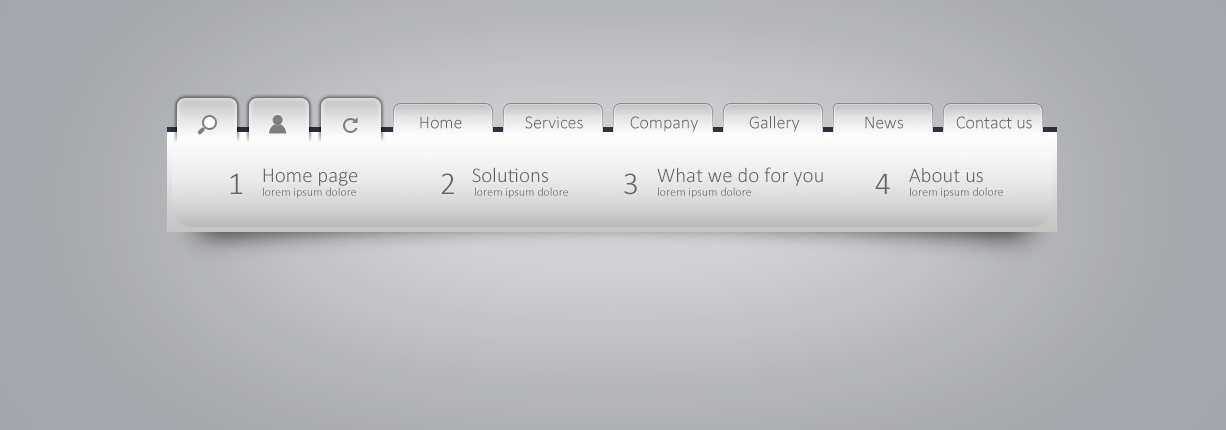 Home Services Company Gallery News Contact us
1 Home page
lorem ipsum dolore
2 Solutions
lorem ipsum dolore
3 What we do for you
lorem ipsum dolore
4 About us
lorem ipsum dolore